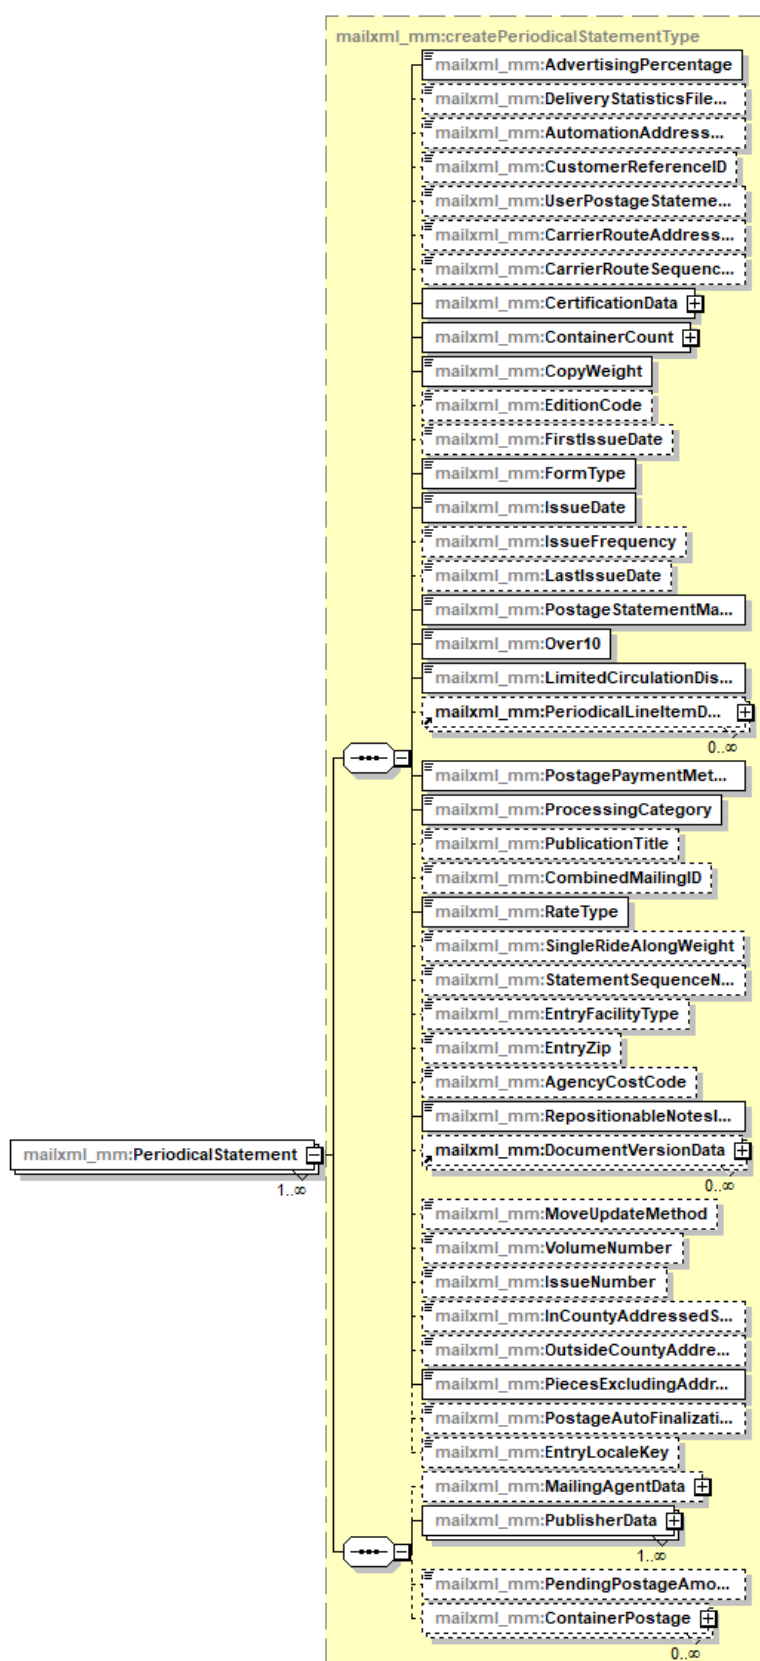 mailxml_mm:createPeriodicalStatementType
mailxml_mm:AdvertisingPercentage
mailxml_mm:DeliveryStatisticsFile...
mailxml_mm:AutomationAddress...
mailxml_mm:CustomerReferenceID
mailxml_mm:UserPostageStateme...
mailxml_mm:CarrierRouteAddress...
mailxml_mm:CarrierRouteSequenc...
mailxml_mm:CertificationData
mailxml_mm:ContainerCount
mailxml_mm:CopyWeight
mailxml_mm:EditionCode
mailxml_mm:FirstIssueDate
mailxml_mm:FormType
mailxml_mm:IssueDate
mailxml_mm:IssueFrequency
mailxml_mm:LastIssueDate
mailxml_mm:PostageStatementMa...
mailxml_mm:Over10
mailxml_mm:LimitedCirculationDis...
mailxml_mm:PeriodicalLineItemD...
0..∞
mailxml_mm:PostagePaymentMet...
mailxml_mm:ProcessingCategory
mailxml_mm:PublicationTitle
mailxml_mm:CombinedMailingID
mailxml_mm:RateType
mailxml_mm:SingleRideAlongWeight
mailxml_mm:StatementSequenceN...
mailxml_mm:EntryFacilityType
mailxml_mm:EntryZip
mailxml_mm:AgencyCostCode
mailxml_mm:RepositionableNotesI...
mailxml_mm:DocumentVersionData
0..∞
mailxml_mm:PeriodicalStatement
1..∞
mailxml_mm:MoveUpdateMethod
mailxml_mm:VolumeNumber
mailxml_mm:IssueNumber
mailxml_mm:InCountyAddressedS...
mailxml_mm:OutsideCountyAddre...
mailxml_mm:PiecesExcludingAddr...
mailxml_mm:PostageAutoFinalizati...
mailxml_mm:EntryLocaleKey
mailxml_mm:MailingAgentData
mailxml_mm:PublisherData
1..∞
mailxml_mm:PendingPostageAmo...
mailxml_mm:ContainerPostage
0..∞